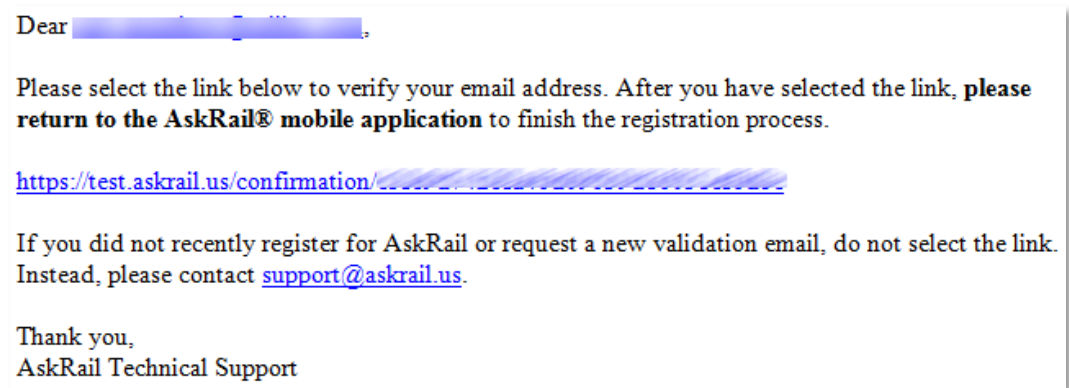 Dear ,
Please select the link below to verify your email address. After you have selected the link, please
return to the AskRail® mobile application to finish the registration process.
https://test.askrail.us/confirmation/
If you did not recently register for AskRail or request a new validation email, do not select the link.
Instead, please contact support@askrail.us.
Thank you,
AskRail Technical Support